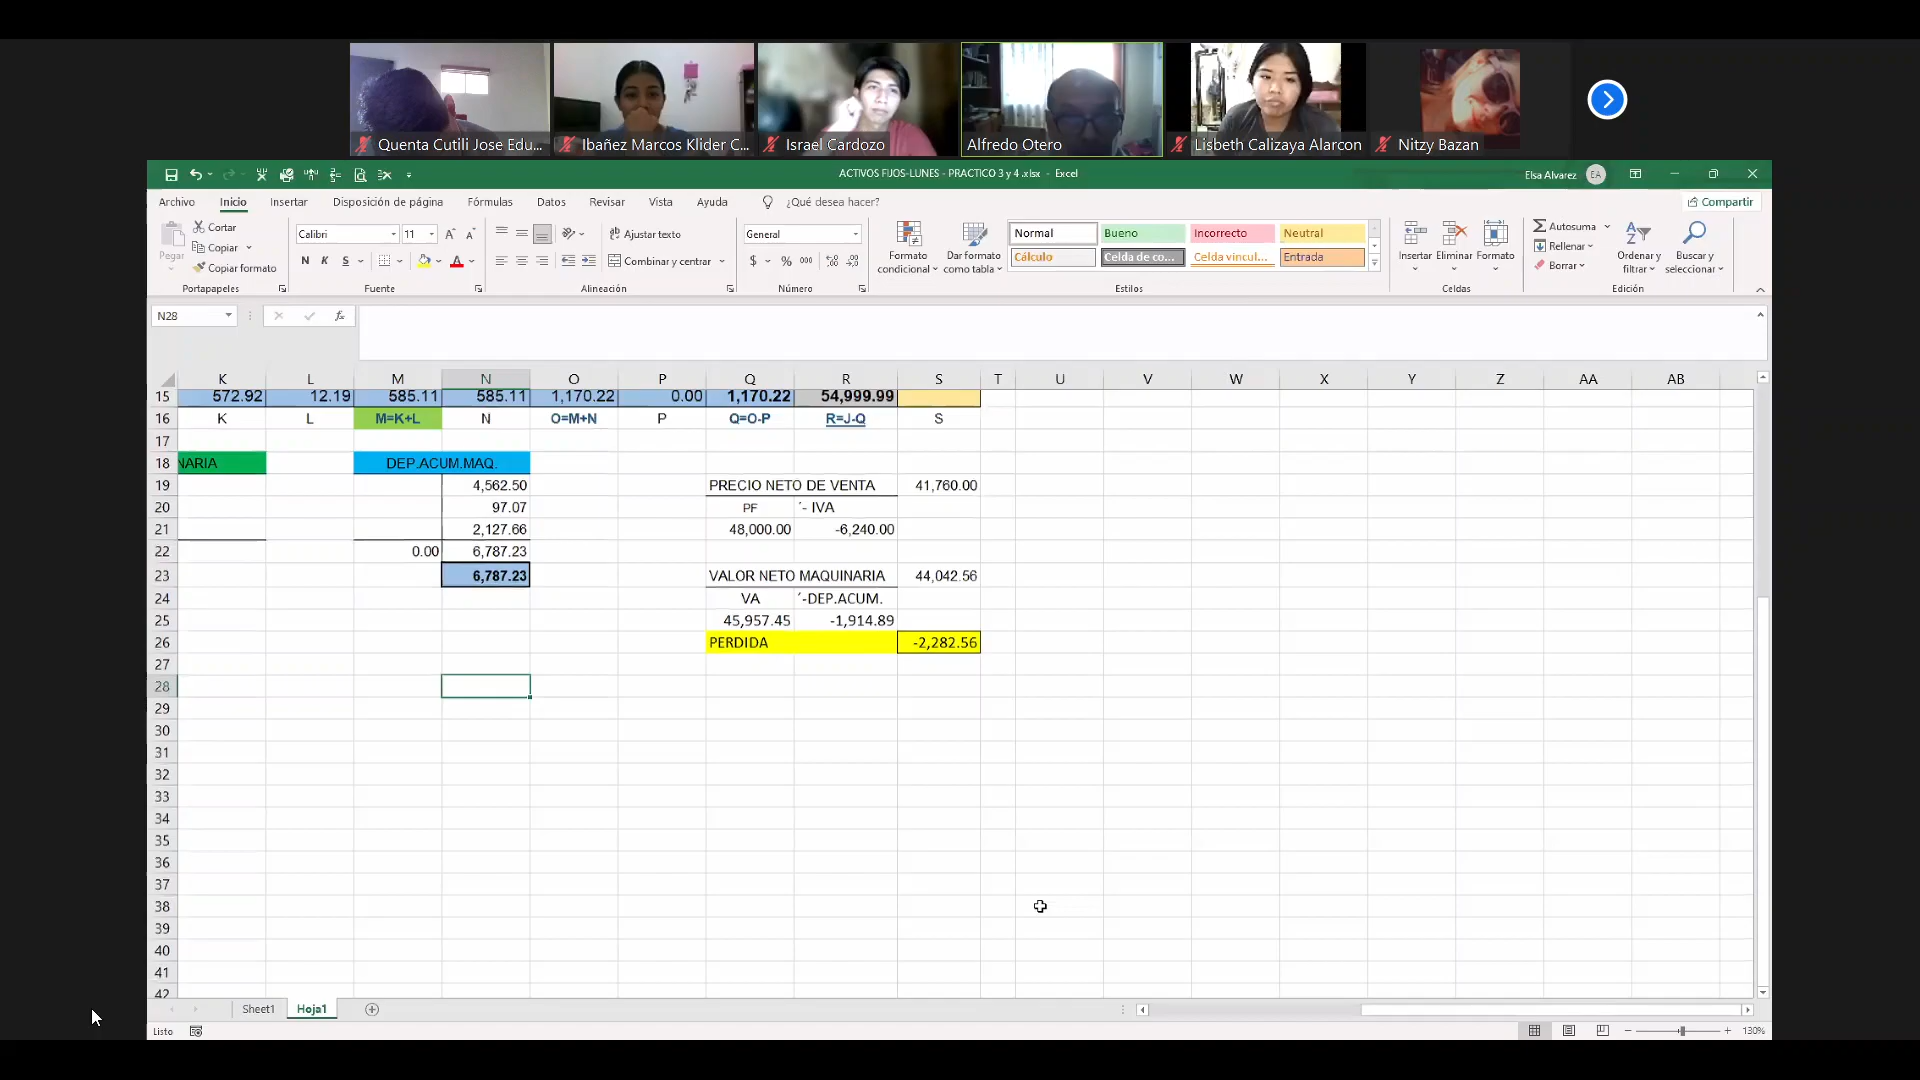 Quenta Cutili Jose Edu...
Ibañez Marcos Klider C...
Israel Cardozo
Alfredo Otero
Lisbeth Calizaya Alarcon
Nitzy Bazan
ACTIVOS FIJOS-LUNES - PRACTICO 3 y 4 .xlsx - Excel
Elsa Alvarez
EA
Archivo Inicio Insertar Disposición de página Fórmulas Datos Revisar Vista Ayuda ¿Qué desea hacer?
Compartir
Pegar
Cortar
Copiar
Copiar formato
Portapapeles
Calibri 11
N K S
Fuente
Ajustar texto
Combinar y centrar
Alineación
General
$ % 000
Número
Formato condicional
Dar formato como tabla
Normal Bueno Incorrecto Neutral
Cálculo Celda de co... Celda vincul... Entrada
Estilos
Insertar Eliminar Formato
Celdas
Autosuma
Rellenar
Borrar
Ordenar y filtrar
Buscar y seleccionar
Edición
N28 fx
K L M N O P Q R S T U V W X Y Z AA AB
15 572.92 12.19 585.11 585.11 1,170.22 0.00 1,170.22 54,999.99
16 K L M=K+L N O=M+N P Q=O-P R=J-Q S
17
18 NARIA DEP.ACUM.MAQ.
19 4,562.50 PRECIO NETO DE VENTA 41,760.00
20 97.07 PF ´- IVA
21 2,127.66 48,000.00 -6,240.00
22 0.00 6,787.23
23 6,787.23 VALOR NETO MAQUINARIA 44,042.56
24 VA ´-DEP.ACUM.
25 45,957.45 -1,914.89
26 PERDIDA -2,282.56
27
28
29
30
31
32
33
34
35
36
37
38
39
40
41
42
Sheet1 Hoja1
Listo
130%